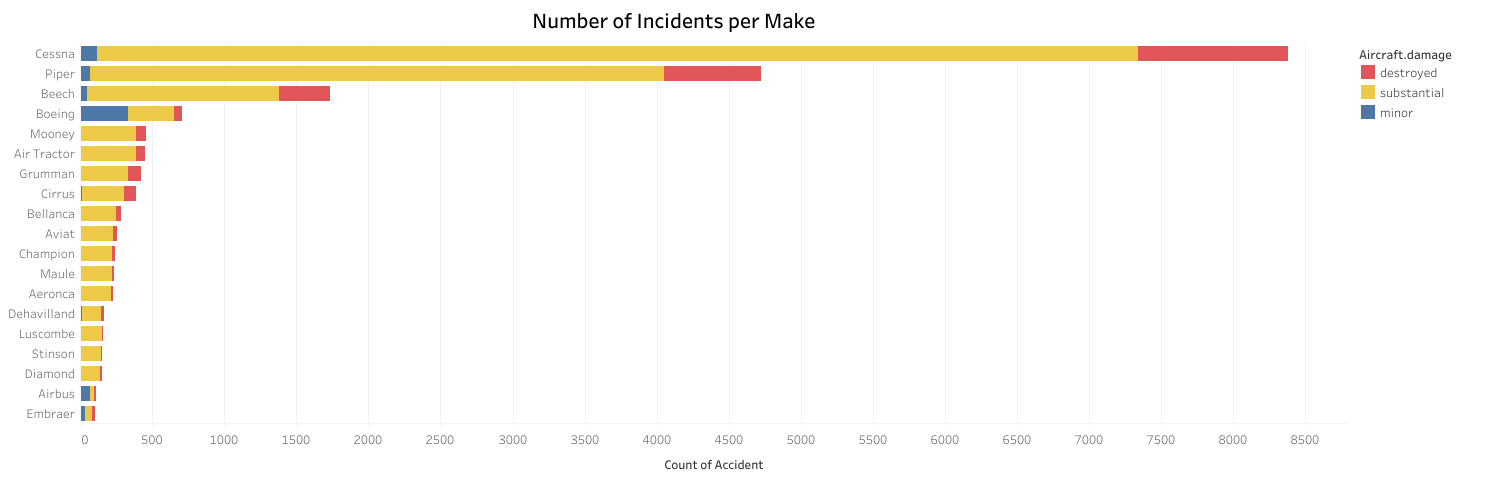 Number of Incidents per Make
Cessna
Piper
Beech
Boeing
Mooney
Air Tractor
Grumman
Cirrus
Bellanca
Aviat
Champion
Maule
Aeronca
Dehavilland
Luscombe
Stinson
Diamond
Airbus
Embraer
0 500 1000 1500 2000 2500 3000 3500 4000 4500 5000 5500 6000 6500 7000 7500 8000 8500
Count of Accident
Aircraft.damage
destroyed
substantial
minor